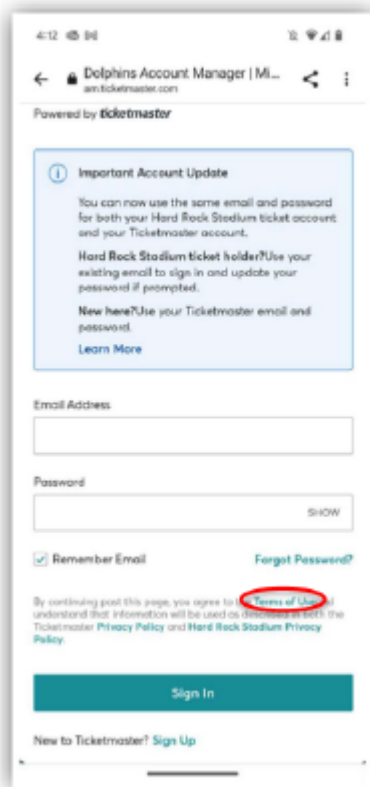 4:12
Dolphins Account Manager | Mi...
am.ticketmaster.com
Powered by ticketmaster
Important Account Update
You can now use the same email and password
for both your Hard Rock Stadium ticket account
and your Ticketmaster account.
Hard Rock Stadium ticket holder?Use your
existing email to sign in and update your
password if prompted.
New here?Use your Ticketmaster email and
password.
Learn More
Email Address
Password
SHOW
Remember Email Forgot Password?
By continuing past this page, you agree to the Terms of Use and
understand that information will be used as described in both the
Ticketmaster Privacy Policy and Hard Rock Stadium Privacy
Policy.
Sign In
New to Ticketmaster? Sign Up